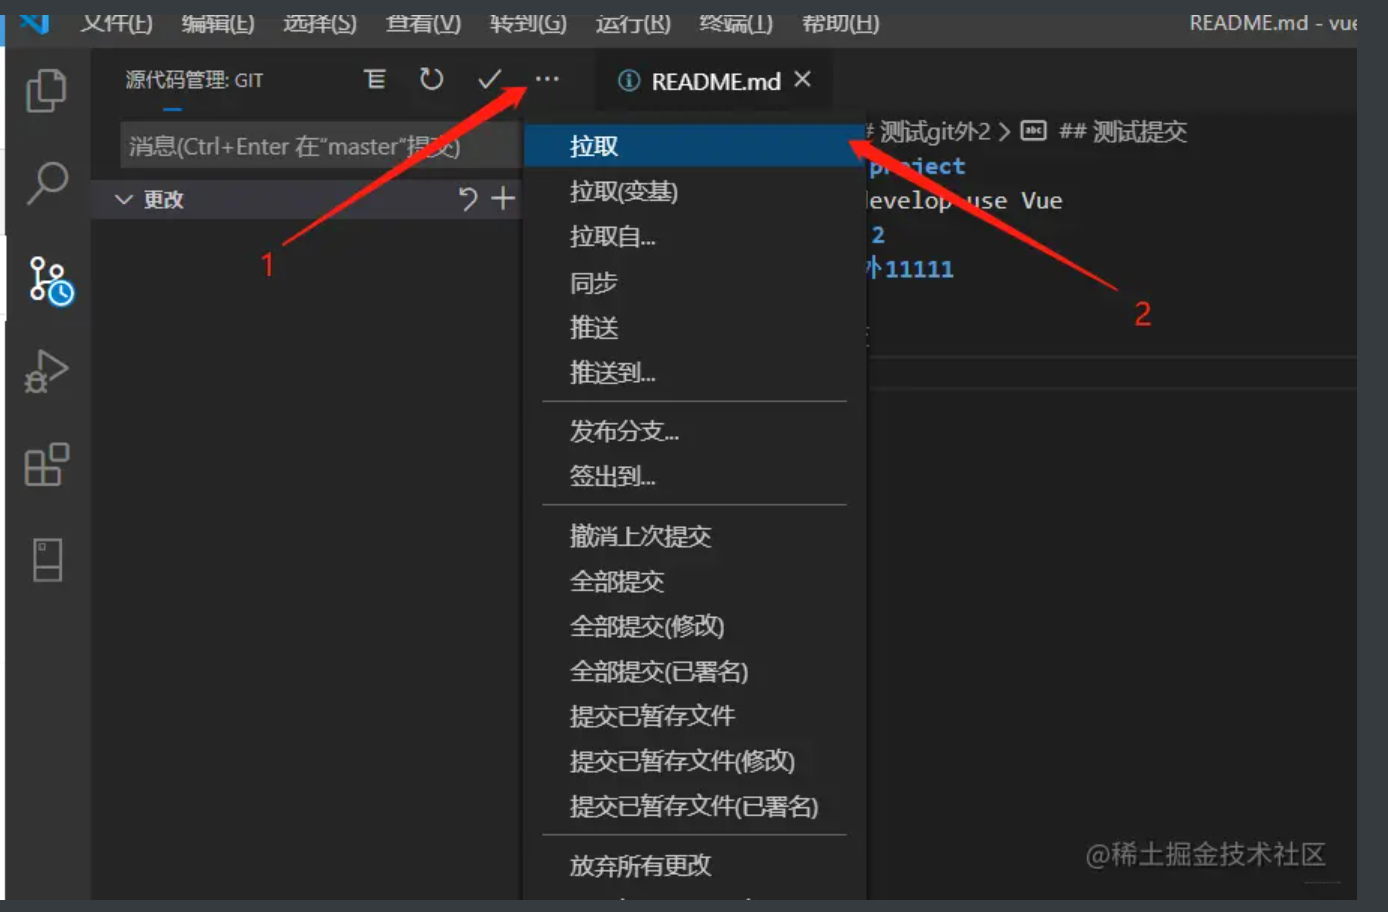 文件(F) 编辑(E) 选择(S) 查看(V) 转到(G) 运行(R) 终端(T) 帮助(H) README.md - vue
源代码管理: GIT
README.md
消息(Ctrl+Enter 在"master"提交)
更改
1
拉取
拉取(变基)
拉取自...
同步
推送
推送到...
发布分支...
签出到...
撤消上次提交
全部提交
全部提交(修改)
全部提交(已署名)
提交已暂存文件
提交已暂存文件(修改)
提交已暂存文件(已署名)
放弃所有更改
# 测试git外2 > abc ## 测试提交
project
develop use Vue
2
外11111
2
@稀土掘金技术社区